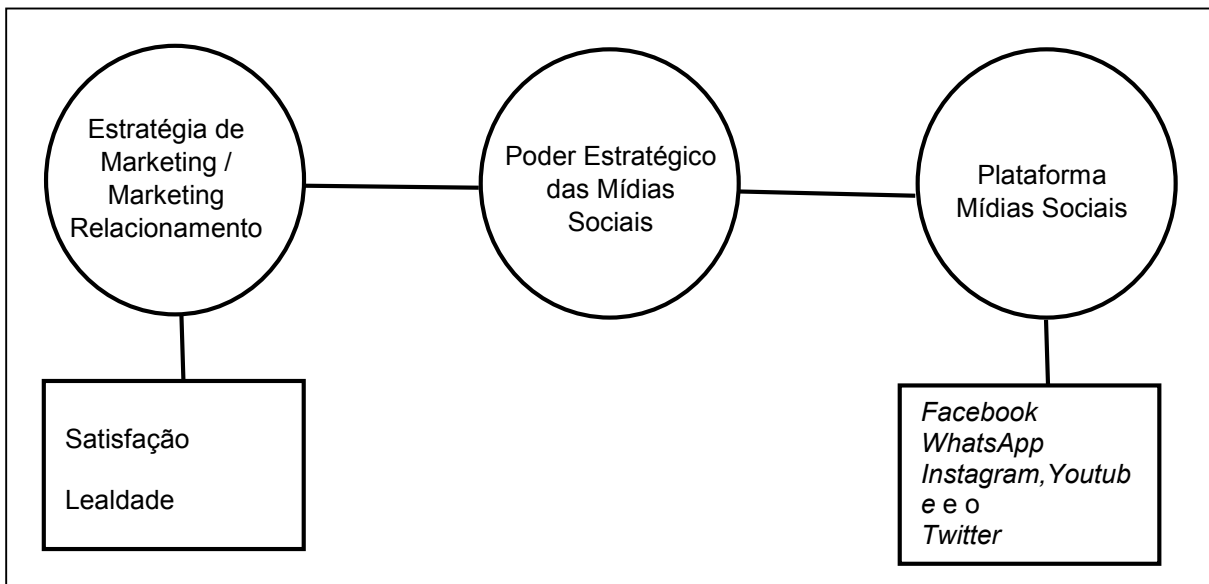 Estratégia de
Marketing /
Marketing
Relacionamento
Poder Estratégico
das Mídias
Sociais
Plataforma
Mídias Sociais
Satisfação
Lealdade
Facebook
WhatsApp
Instagram,Youtub
e e o
Twitter